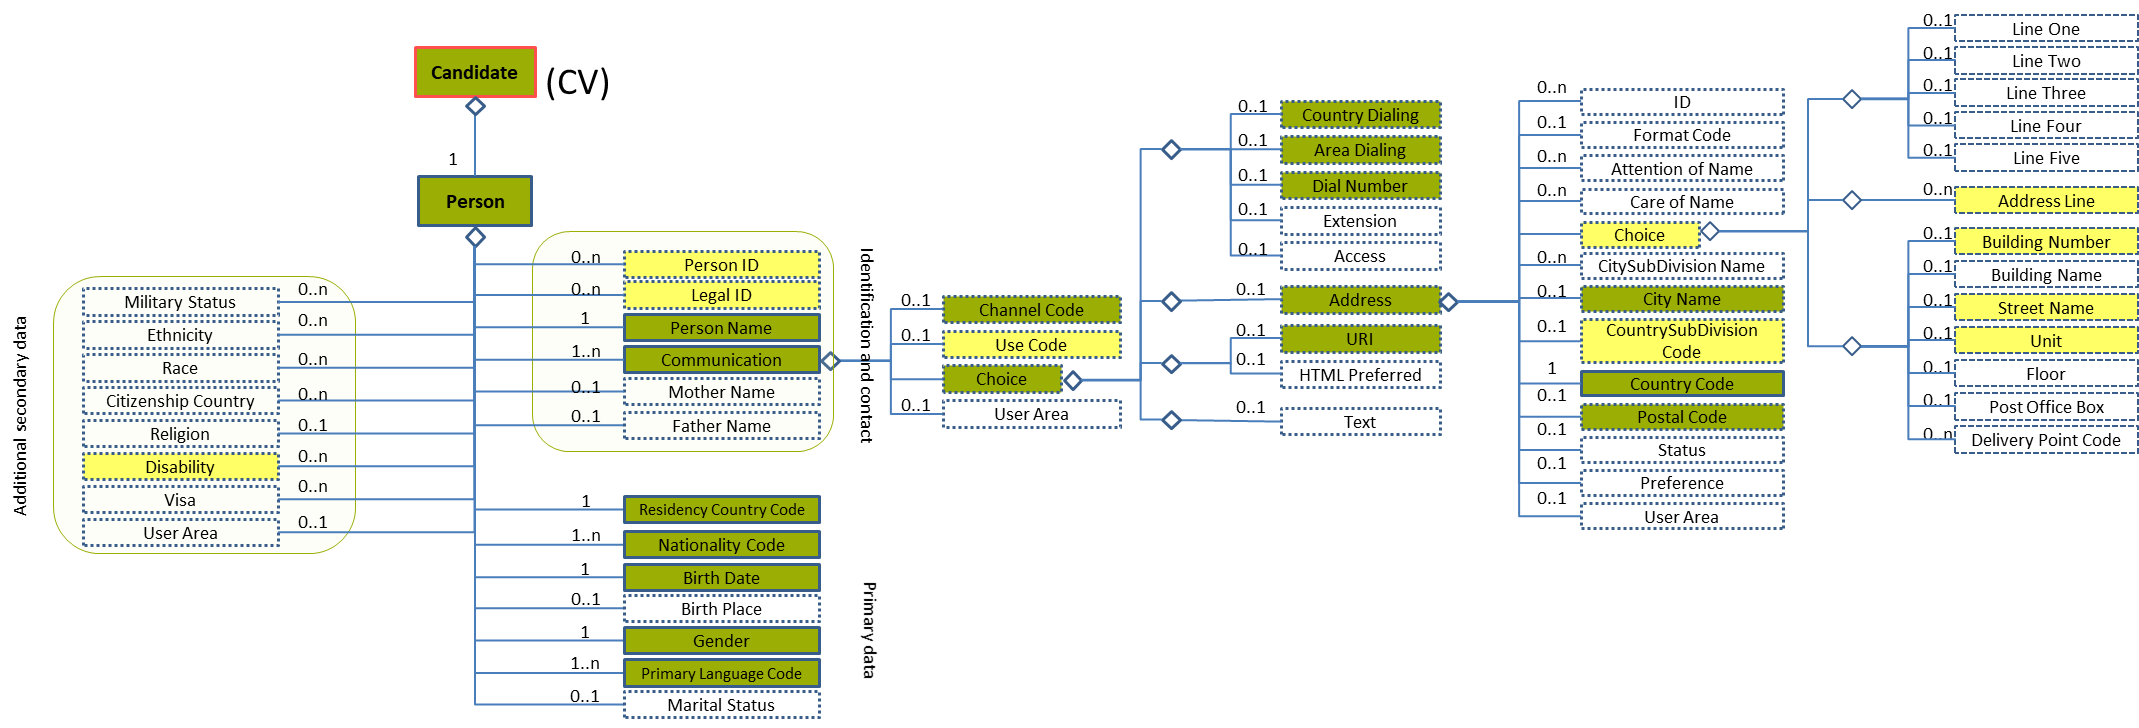 Candidate
(CV)
1
Person
Additional secondary data
Military Status
0..n
Ethnicity
0..n
Race
0..n
Citizenship Country
0..n
Religion
0..1
Disability
0..n
Visa
0..n
User Area
0..1
Identification and contact
0..n
Person ID
0..n
Legal ID
1
Person Name
1..n
Communication
0..1
Mother Name
0..1
Father Name
Primary data
1
Residency Country Code
1..n
Nationality Code
1
Birth Date
0..1
Birth Place
1
Gender
1..n
Primary Language Code
0..1
Marital Status
0..1
Channel Code
0..1
Use Code
Choice
0..1
User Area
0..1
Country Dialing
0..1
Area Dialing
0..1
Dial Number
0..1
Extension
0..1
Access
0..1
Address
0..1
URI
0..1
HTML Preferred
0..1
Text
0..n
ID
0..1
Format Code
0..n
Attention of Name
0..n
Care of Name
Choice
0..n
CitySubDivision Name
0..1
City Name
0..1
CountrySubDivision
Code
1
Country Code
0..1
Postal Code
0..1
Status
0..1
Preference
0..1
User Area
0..1
Line One
0..1
Line Two
0..1
Line Three
0..1
Line Four
0..1
Line Five
0..n
Address Line
0..1
Building Number
0..1
Building Name
0..1
Street Name
0..1
Unit
0..1
Floor
0..1
Post Office Box
0..n
Delivery Point Code